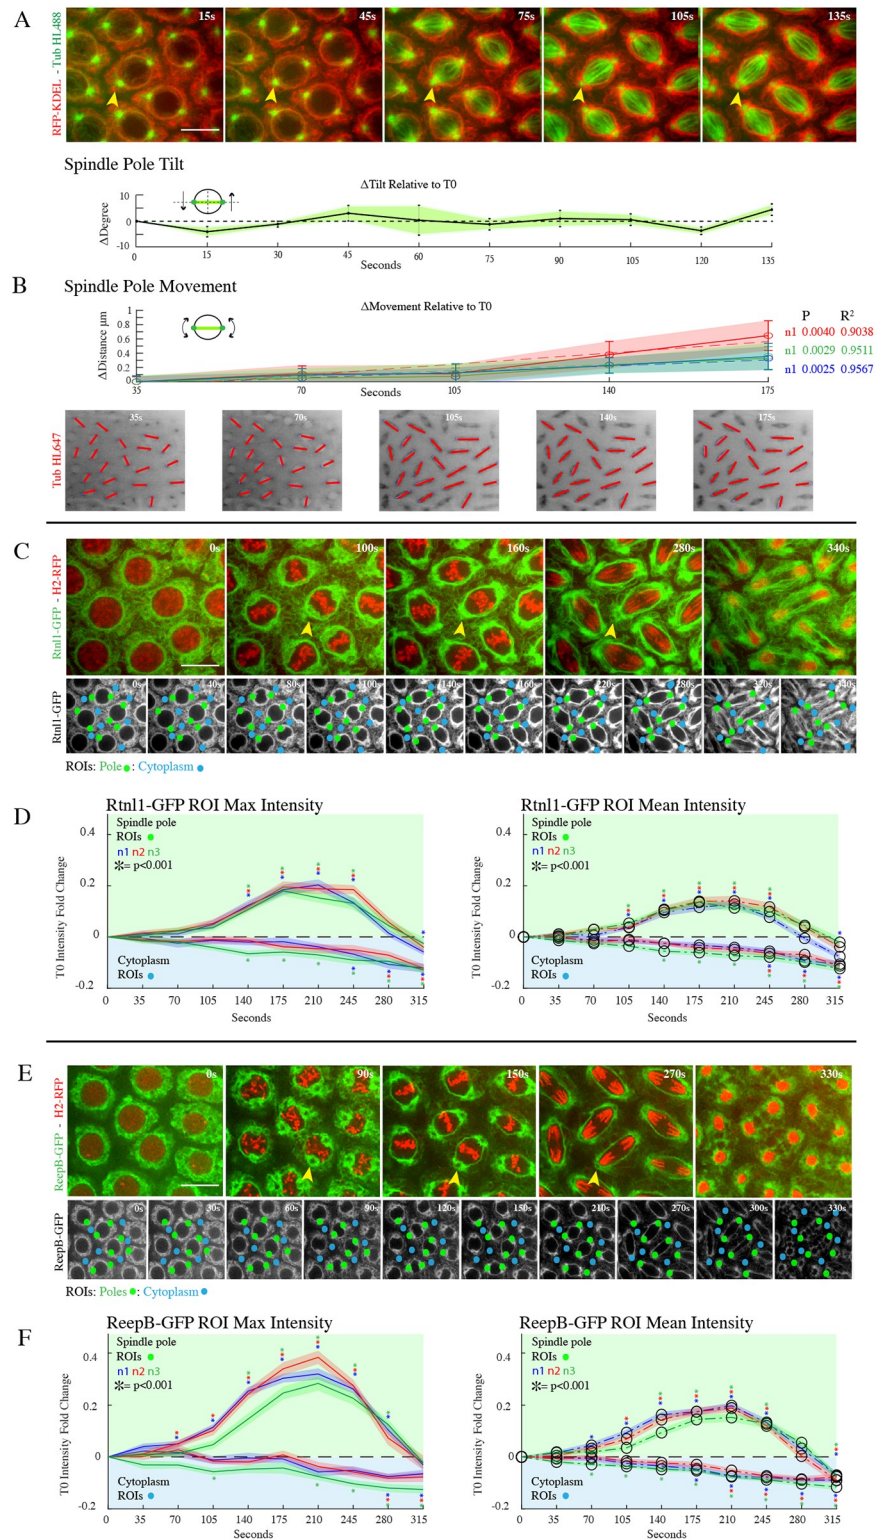 A
RFP-KDEL - Tub HL488
15s
45s
75s
105s
135s
Spindle Pole Tilt
ΔTilt Relative to T0
ΔDegree
10
0
-10
0
15
30
45
60
75
90
105
120
135
Seconds
B
Spindle Pole Movement
ΔMovement Relative to T0
ΔDistance µm
1
0.8
0.6
0.4
0.2
0
35
70
105
140
175
Seconds
P R²
n1 0.0040 0.9038
n1 0.0029 0.9511
n1 0.0025 0.9567
Tub HL647
35s
70s
105s
140s
175s
C
Rtnl1-GFP - H2-RFP
0s
100s
160s
280s
340s
Rtnl1-GFP
0s
40s
80s
100s
140s
160s
220s
280s
320s
340s
ROIs: Pole : Cytoplasm
D
Rtnl1-GFP ROI Max Intensity
T0 Intensity Fold Change
0.4
0.2
0
-0.2
Spindle pole
ROIs
n1 n2 n3
*= p<0.001
Cytoplasm
ROIs
0 35 70 105 140 175 210 245 280 315
Seconds
Rtnl1-GFP ROI Mean Intensity
T0 Intensity Fold Change
0.4
0.2
0
-0.2
Spindle pole
ROIs
n1 n2 n3
*= p<0.001
Cytoplasm
ROIs
0 35 70 105 140 175 210 245 280 315
Seconds
E
ReepB-GFP - H2-RFP
0s
90s
150s
270s
330s
ReepB-GFP
0s
30s
60s
90s
120s
150s
210s
270s
300s
330s
ROIs: Poles : Cytoplasm
F
ReepB-GFP ROI Max Intensity
T0 Intensity Fold Change
0.4
0.2
0
-0.2
Spindle pole
ROIs
n1 n2 n3
*= p<0.001
Cytoplasm
ROIs
0 35 70 105 140 175 210 245 280 315
Seconds
ReepB-GFP ROI Mean Intensity
T0 Intensity Fold Change
0.4
0.2
0
-0.2
Spindle pole
ROIs
n1 n2 n3
*= p<0.001
Cytoplasm
ROIs
0 35 70 105 140 175 210 245 280 315
Seconds